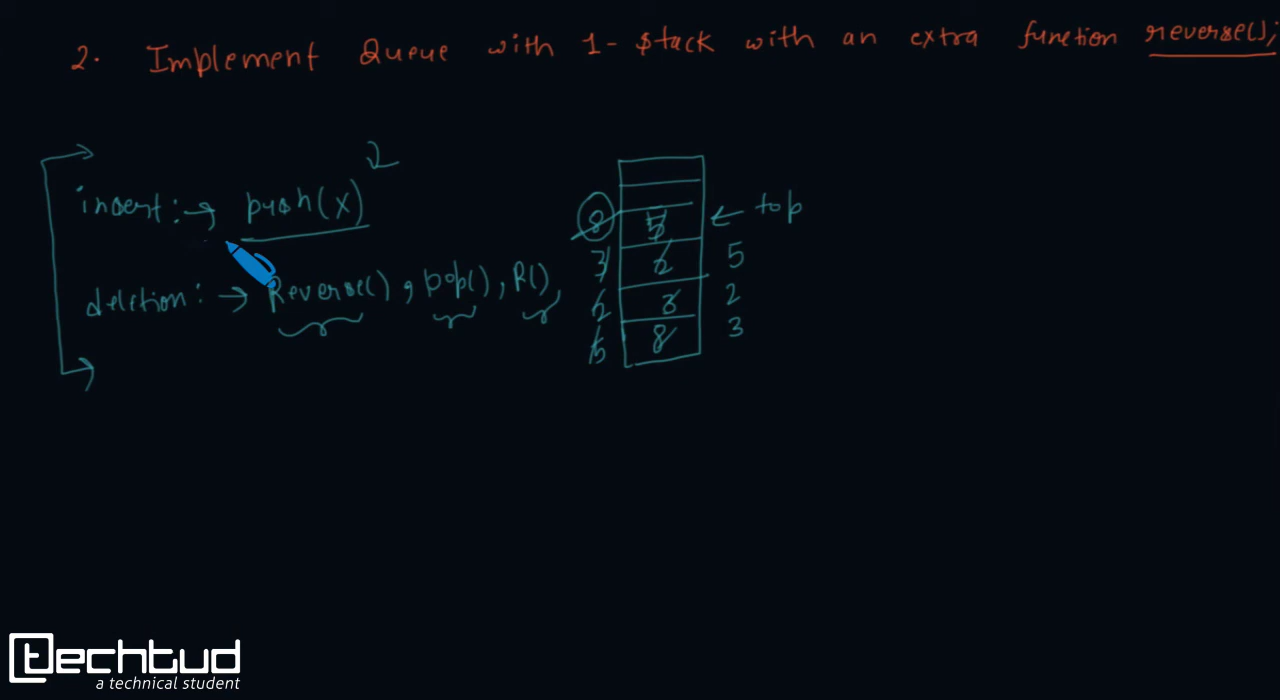 2. Implement Queue with 1-Stack with an extra function reverse();
2
insert:→ push(x)
deletion:→ Reverse(), pop(), R(),
8 5 ← top
3 2 5
2 3 2
5 8 3
techtud
a technical student